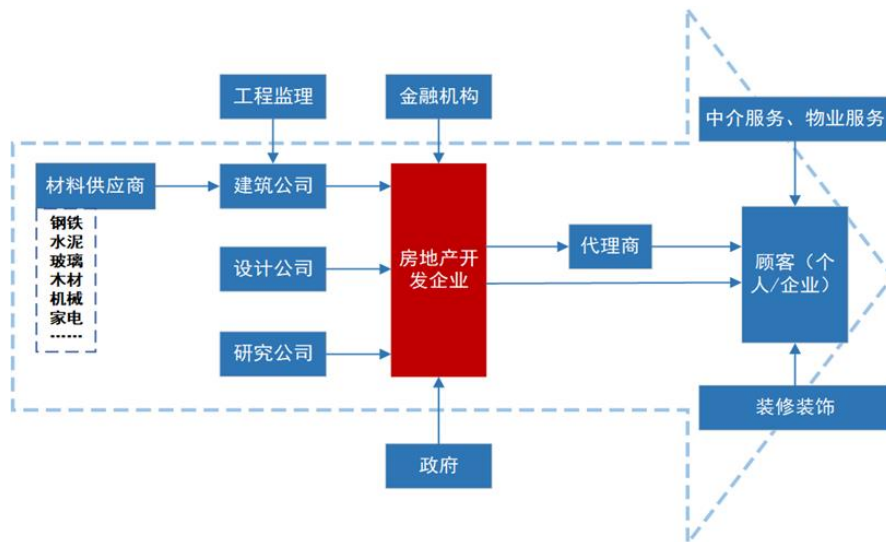 工程监理
金融机构
中介服务、物业服务
材料供应商
建筑公司
钢铁
水泥
玻璃
木材
机械
家电
……
设计公司
研究公司
房地产开
发企业
代理商
顾客（个
人/企业）
装修装饰
政府